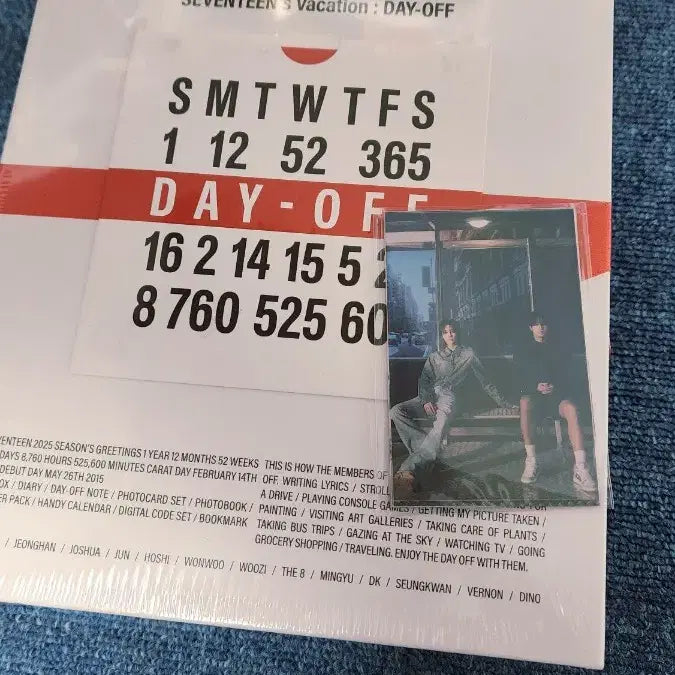 SEVENTEEN's Vacation : DAY-OFF
S M T W T F S
1 12 52 365
DAY-OFF
16 2 14 15 5
8 760 525 60
SEVENTEEN 2025 SEASON'S GREETINGS 1 YEAR 12 MONTHS 52 WEEKS
DAYS 8,760 HOURS 525,600 MINUTES CARAT DAY FEBRUARY 14TH
DEBUT DAY MAY 26TH 2015
DIARY / DAY-OFF NOTE / PHOTOCARD SET / PHOTOBOOK /
PACK / HANDY CALENDAR / DIGITAL CODE SET / BOOKMARK
THIS IS HOW THE MEMBERS OF
OFF. WRITING LYRICS /
A DRIVE / PLAYING CONSOLE GAMES / GETTING MY PICTURE TAKEN /
PAINTING / VISITING ART GALLERIES / TAKING CARE OF PLANTS /
TAKING BUS TRIPS / GAZING AT THE SKY / WATCHING TV / GOING
GROCERY SHOPPING / TRAVELING. ENJOY THE DAY OFF WITH THEM.
/ JEONGHAN / JOSHUA / JUN / HOSHI / WONWOO / WOOZI / THE 8 / MINGYU / DK / SEUNGKWAN / VERNON / DINO